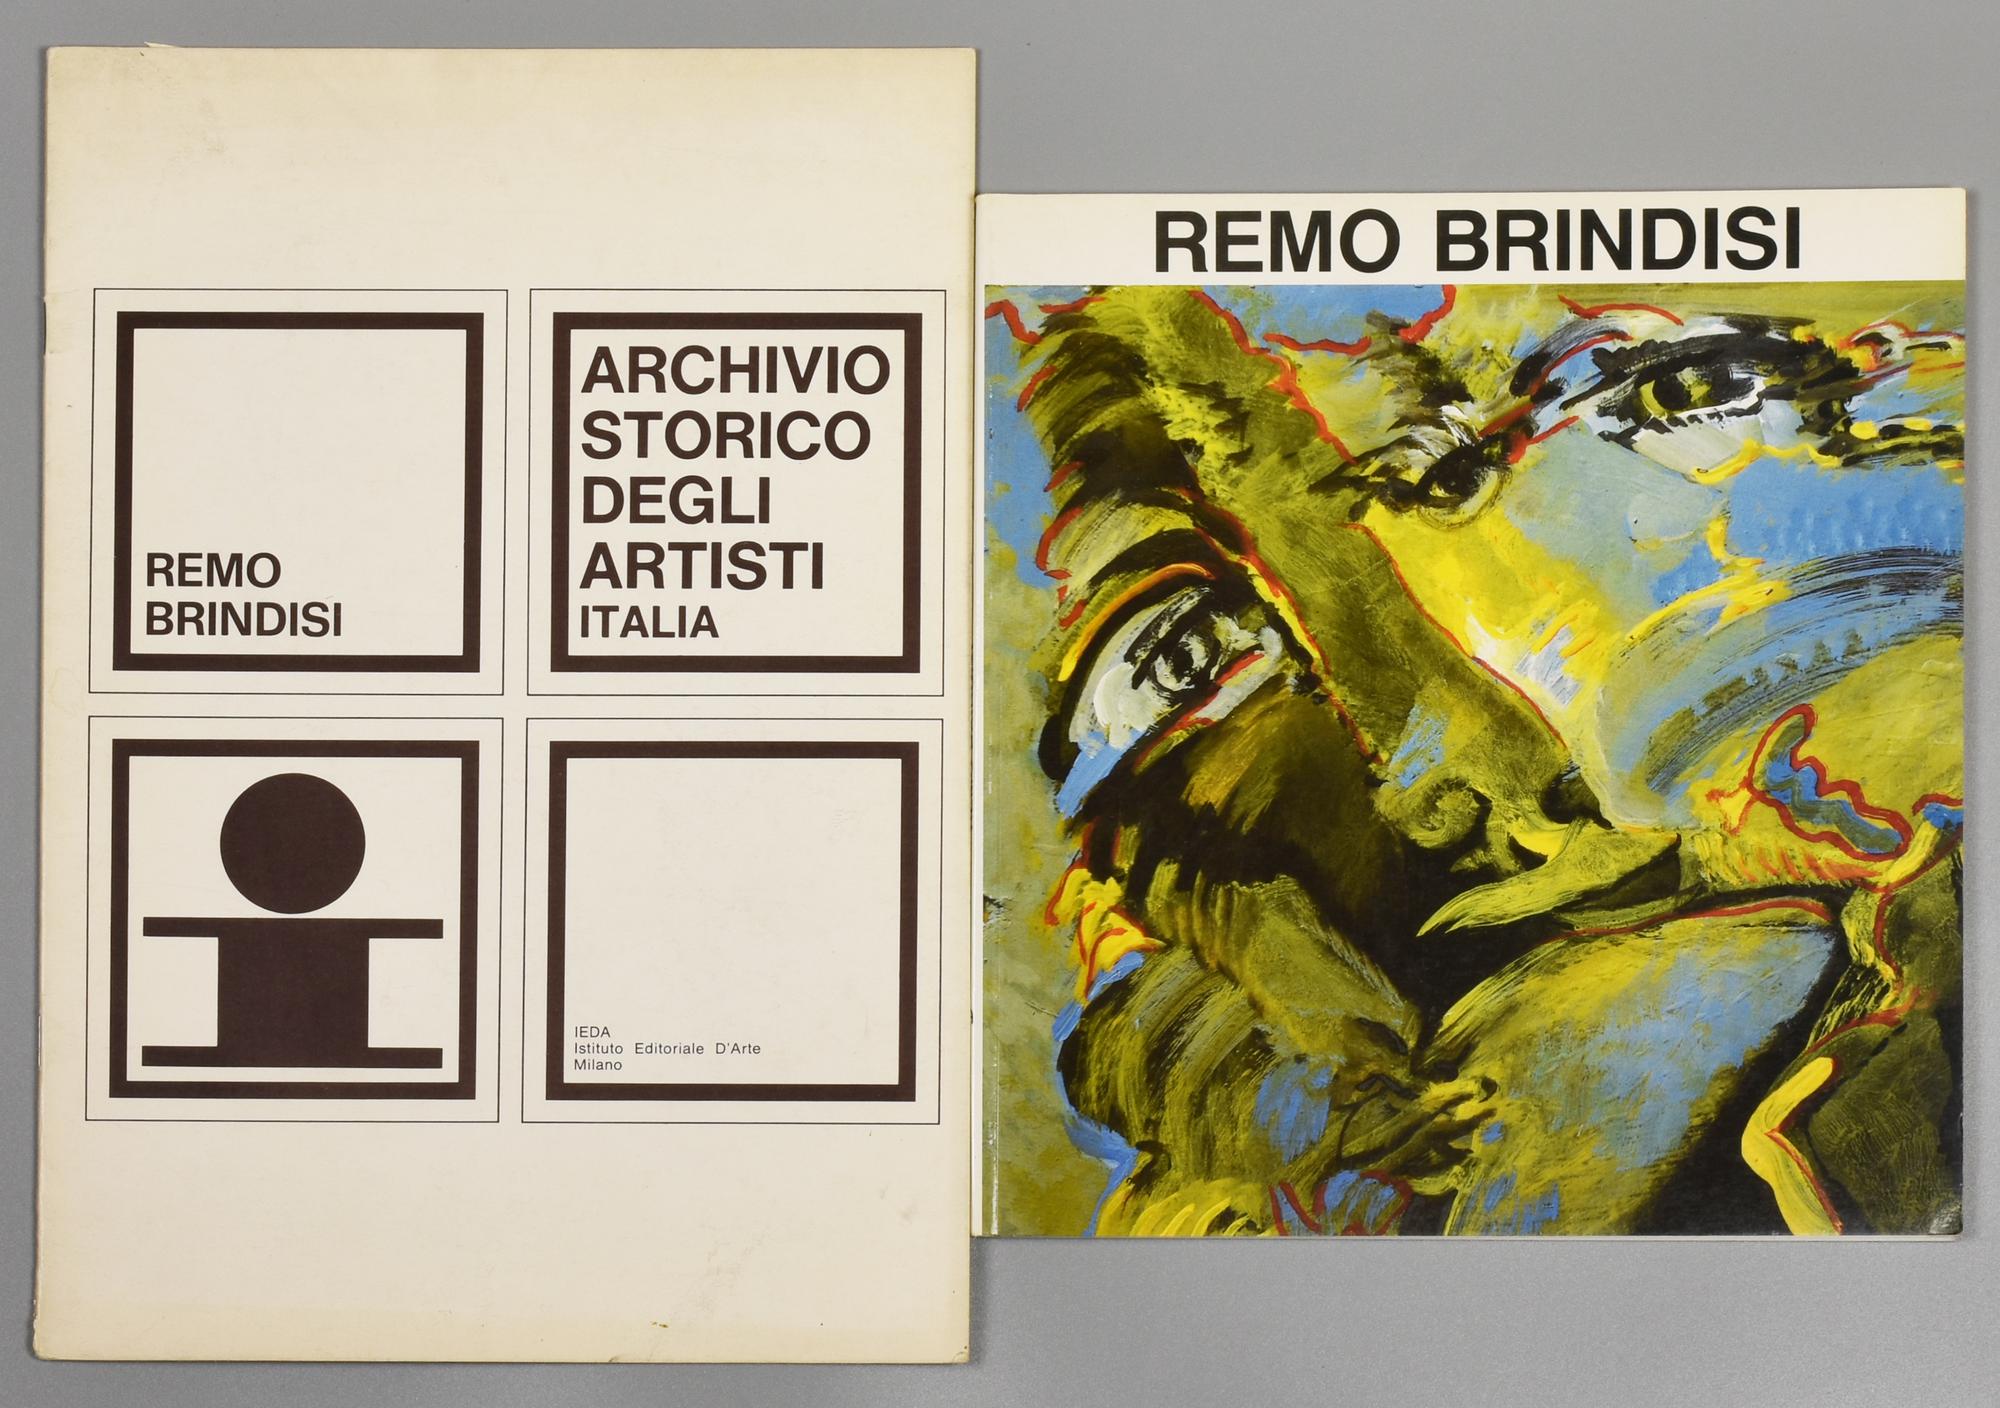 REMO
BRINDISI
ARCHIVIO
STORICO
DEGLI
ARTISTI
ITALIA
IEDA
Istituto Editoriale D'Arte
Milano
REMO BRINDISI